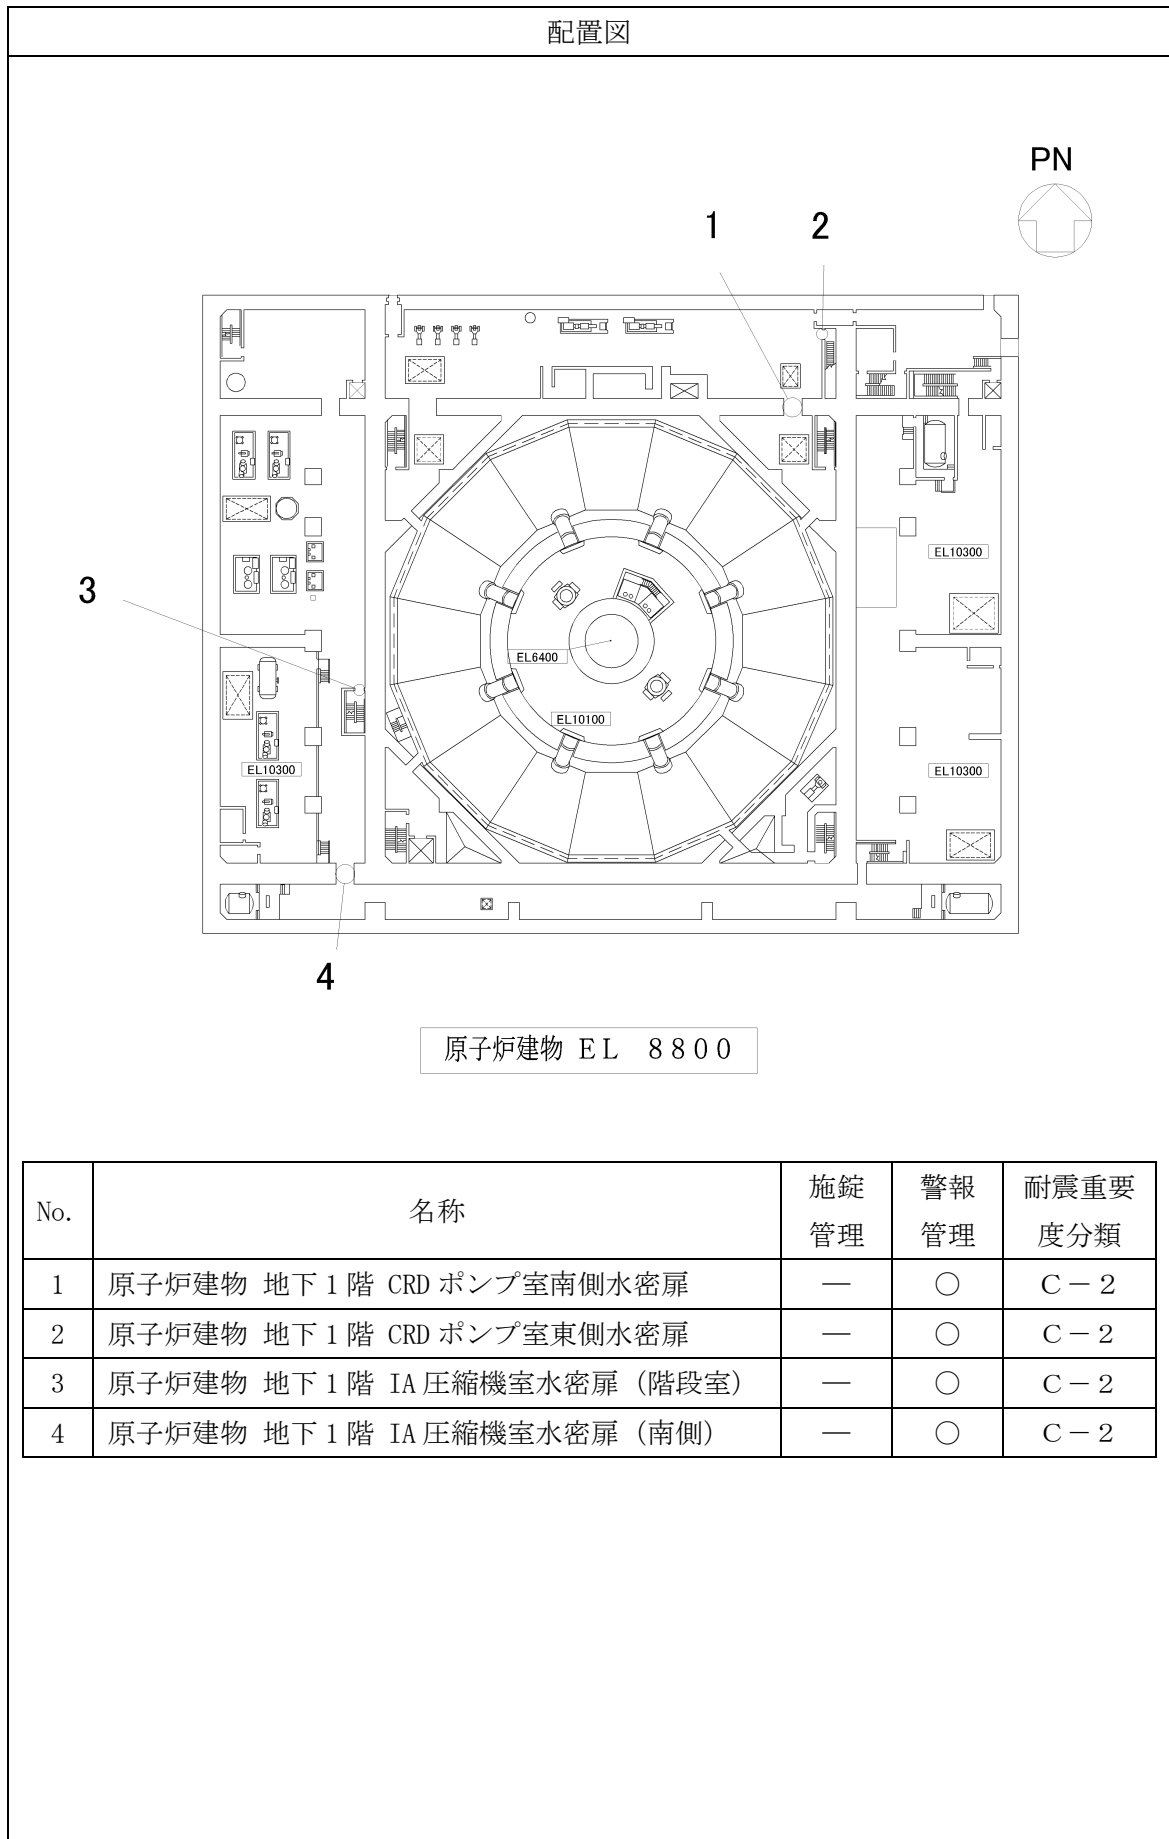 配置図
PN
1
2
EL10300
3
EL6400
EL10100
EL10300
EL10300
4
原子炉建物 ＥＬ ８８００
No.
名称
施錠
管理
警報
管理
耐震重要
度分類
1 原子炉建物 地下1階 CRDポンプ室南側水密扉 ― ○ Ｃ－２
2 原子炉建物 地下1階 CRDポンプ室東側水密扉 ― ○ Ｃ－２
3 原子炉建物 地下1階 IA圧縮機室水密扉（階段室） ― ○ Ｃ－２
4 原子炉建物 地下1階 IA圧縮機室水密扉（南側） ― ○ Ｃ－２